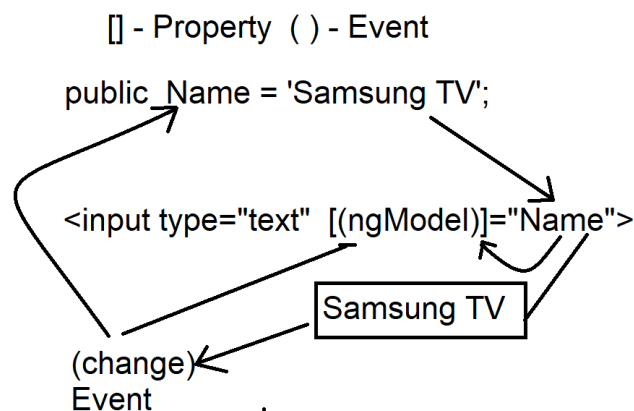 [] - Property ( ) - Event
public Name = 'Samsung TV';
<input type="text" [(ngModel)]="Name">
Samsung TV
(change)
Event